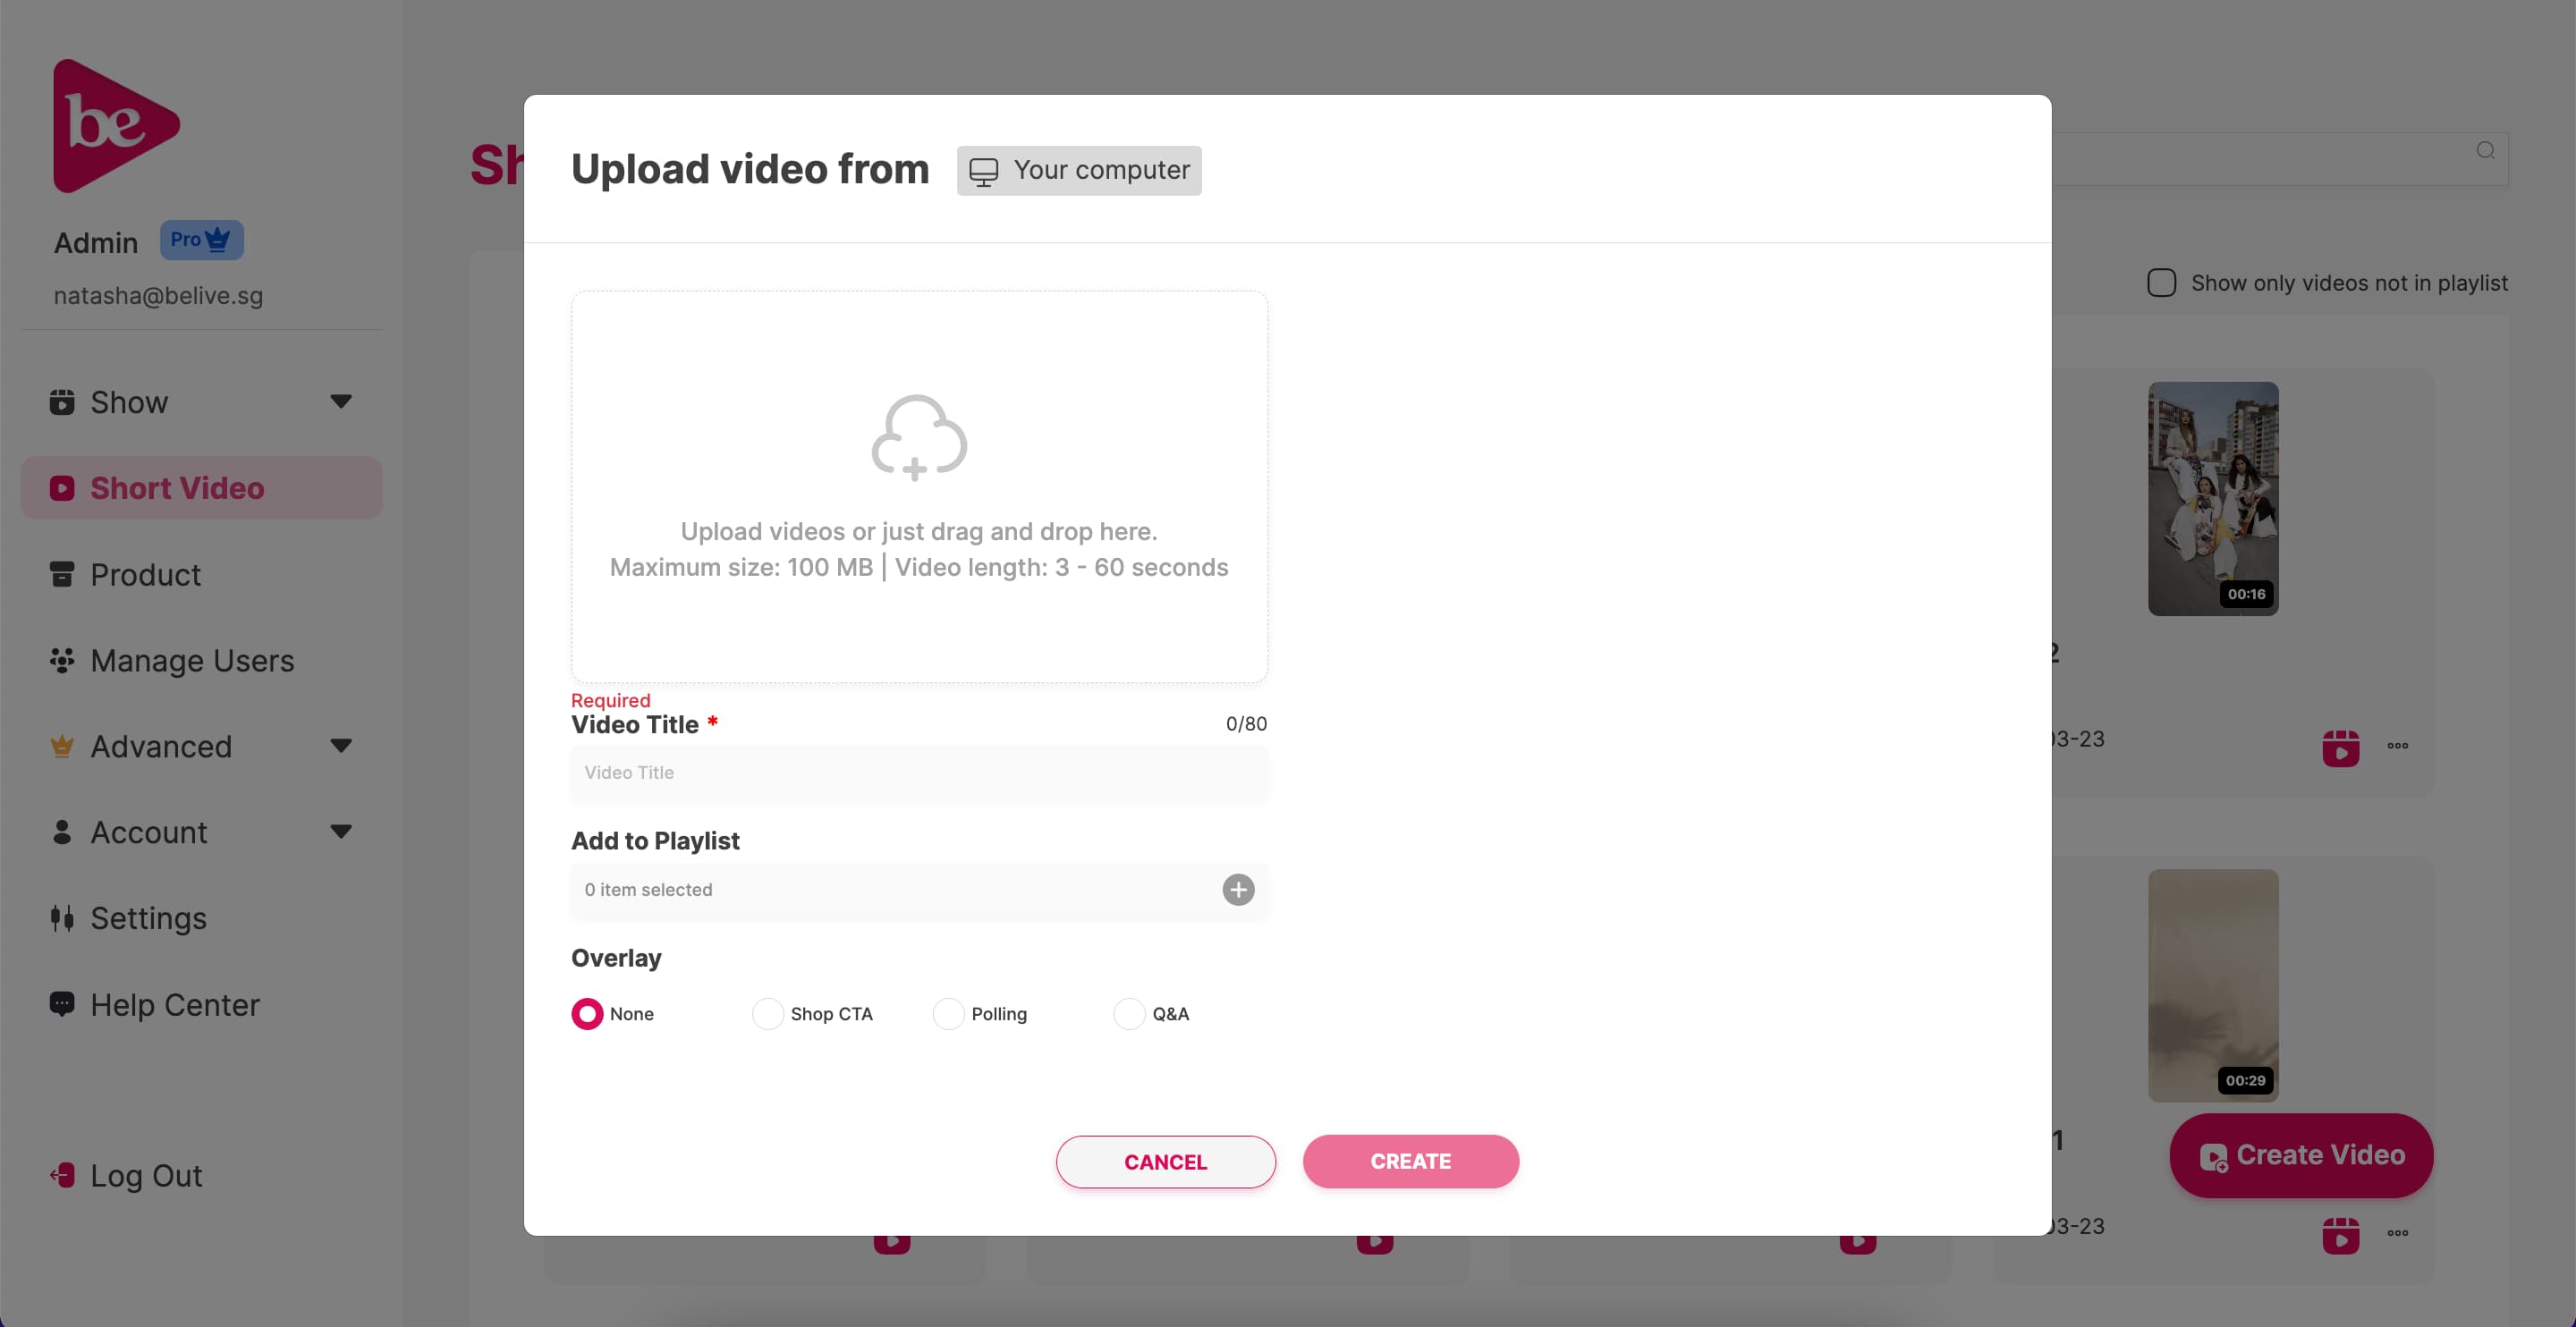 be
Admin
Pro
natasha@belive.sg
Show
Short Video
Product
Manage Users
Advanced
Account
Settings
Help Center
Log Out
Sh
Show only videos not in playlist
Upload video from
Your computer
Upload videos or just drag and drop here.
Maximum size: 100 MB | Video length: 3 - 60 seconds
Required
Video Title *
0/80
Video Title
Add to Playlist
0 item selected
Overlay
None
Shop CTA
Polling
Q&A
CANCEL
CREATE
00:16
2
03-23
00:29
1
Create Video
03-23